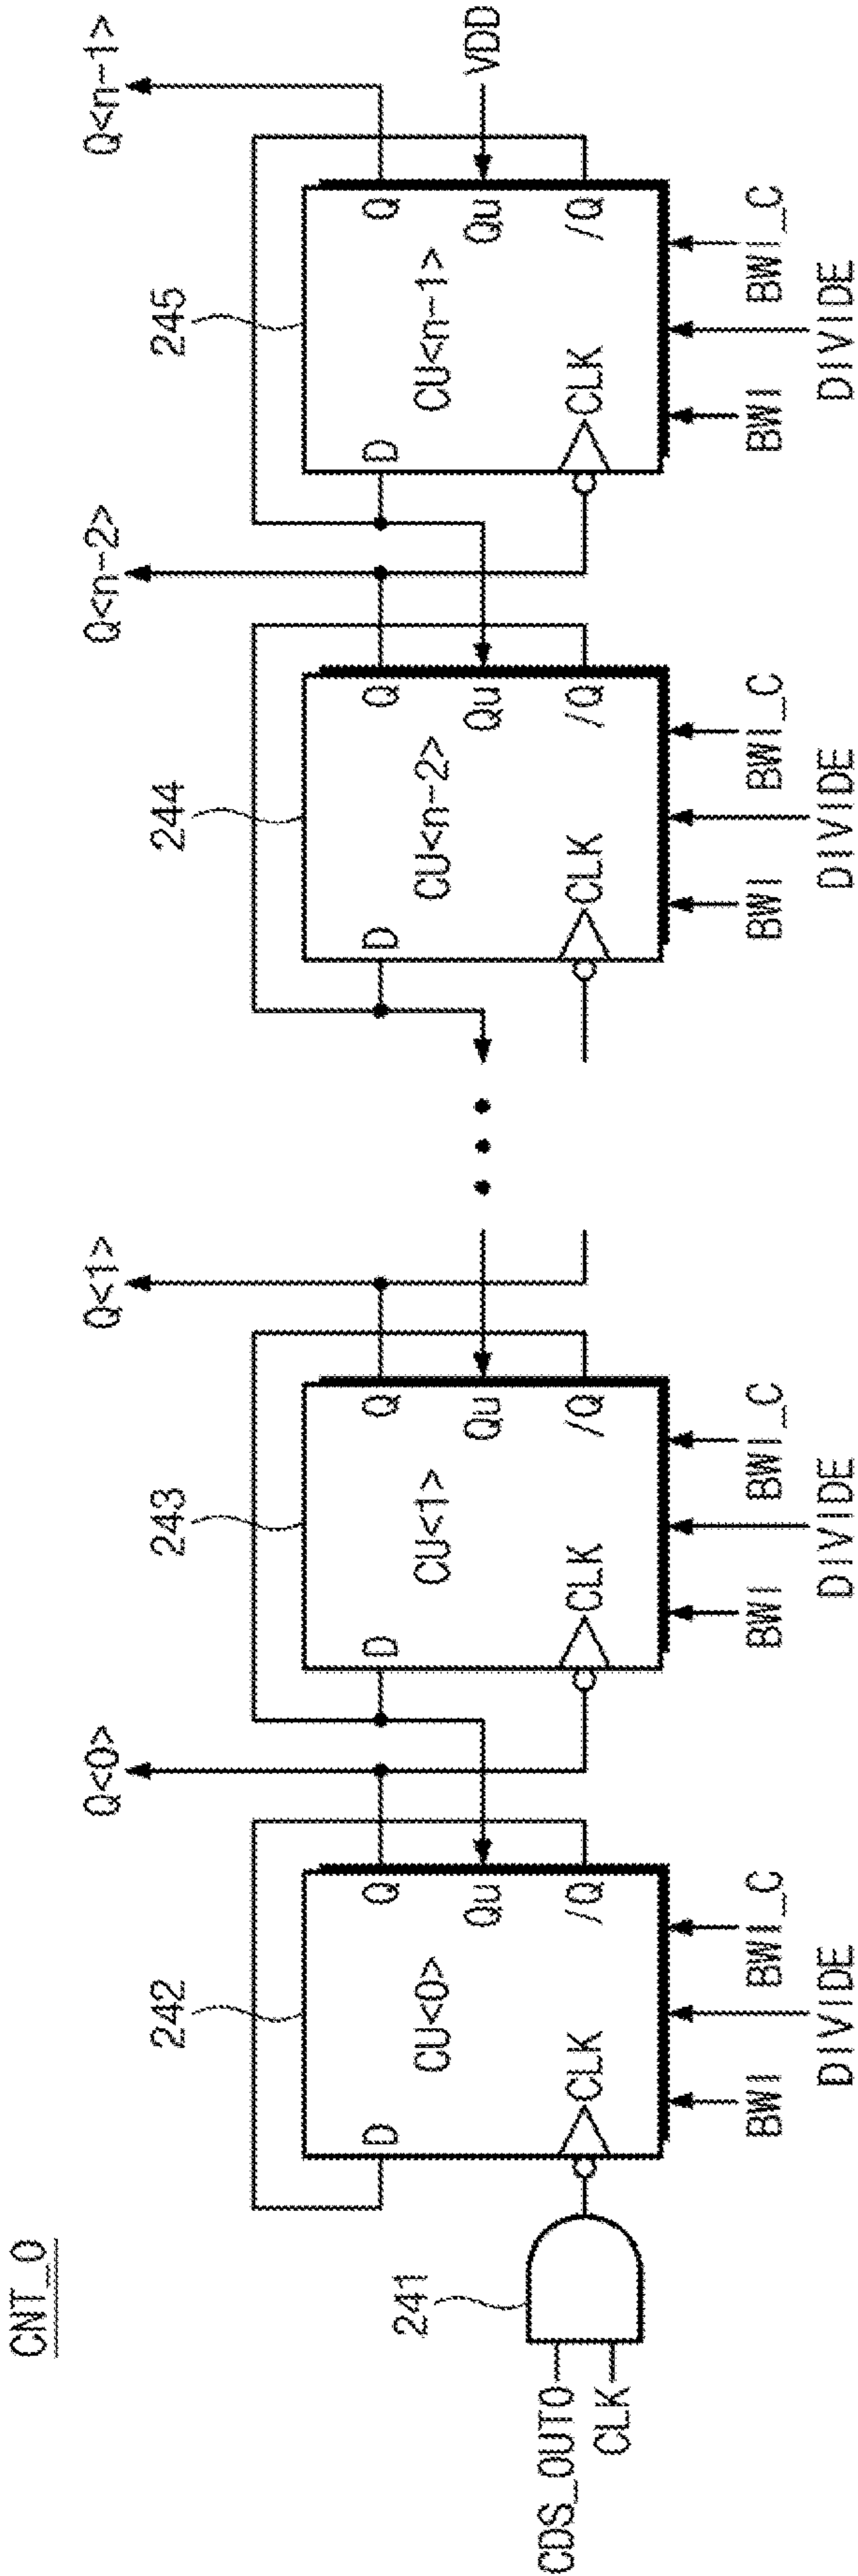 CNT_0
Q<0>
Q<1>
Q<n-2>
Q<n-1>
242
243
244
245
D
Q
CU<0>
Qu
CLK
/Q
D
Q
CU<1>
Qu
CLK
/Q
D
Q
CU<n-2>
Qu
CLK
/Q
D
Q
CU<n-1>
Qu
CLK
/Q
VDD
241
CDS_OUT0
CLK
BWI
BWI_C
DIVIDE
BWI
BWI_C
DIVIDE
BWI
BWI_C
DIVIDE
BWI
BWI_C
DIVIDE